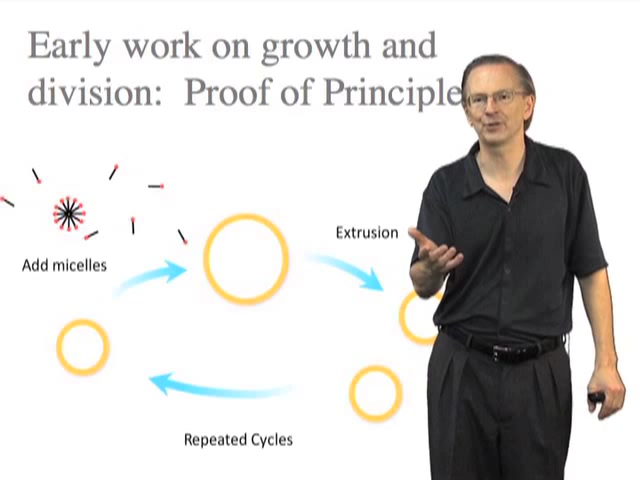 Early work on growth and
division: Proof of Principle
Extrusion
Add micelles
Repeated Cycles